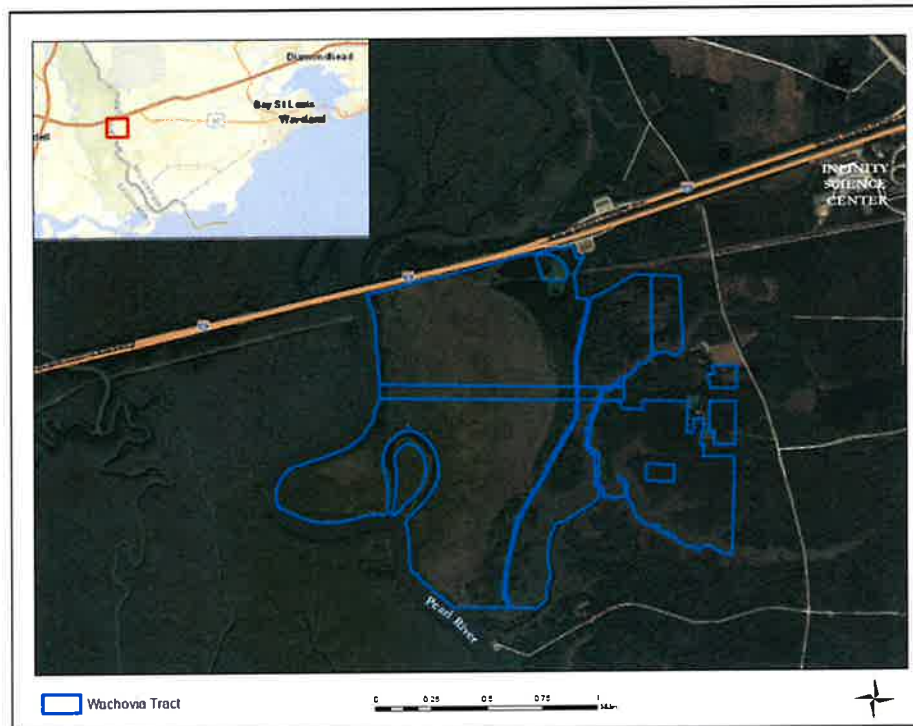 Diamondhead
Bay St Louis
Waveland
INFINITY
SCIENCE
CENTER
Pearl River
Wachovia Tract
0 0.25 0.5 0.75 1